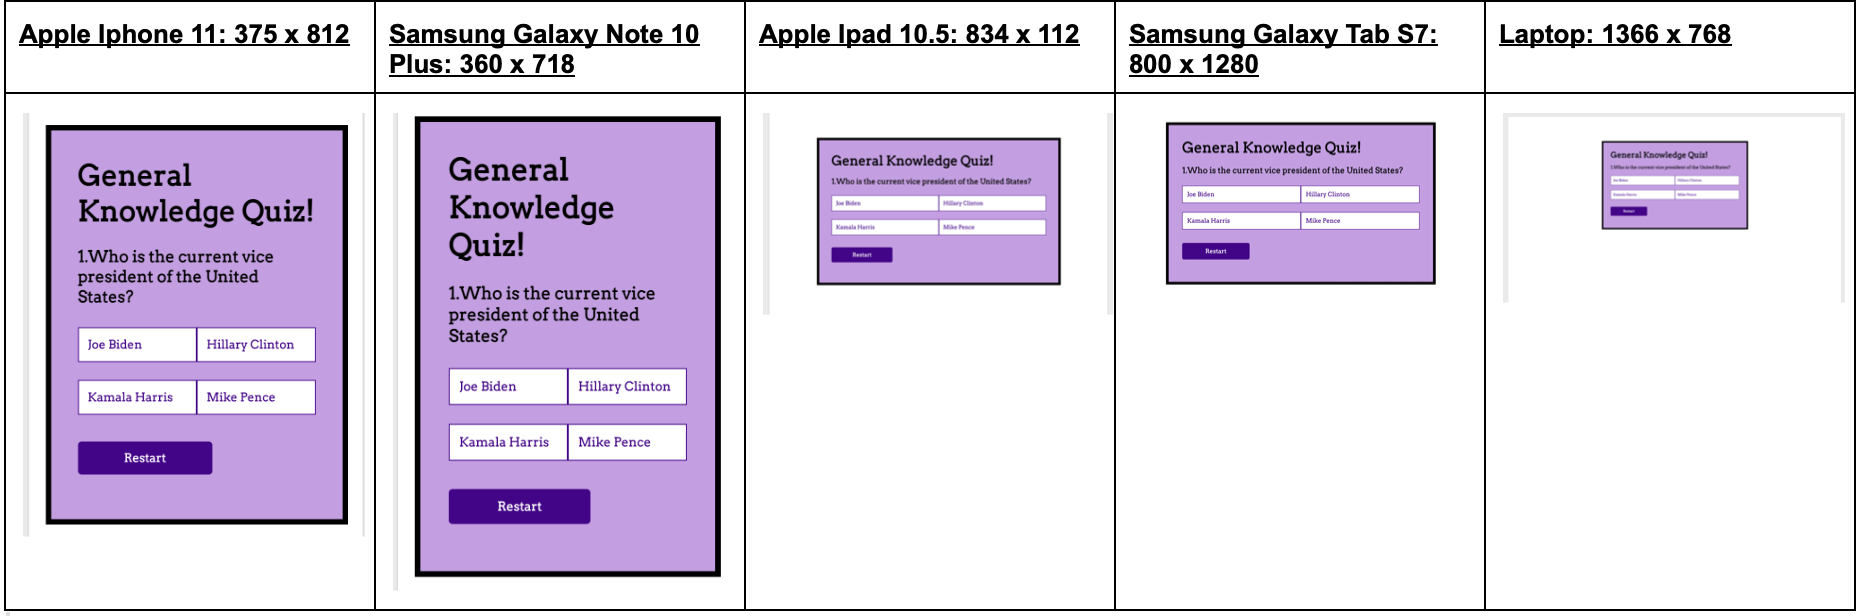 Apple Iphone 11: 375 x 812
Samsung Galaxy Note 10
Plus: 360 x 718
Apple Ipad 10.5: 834 x 112
Samsung Galaxy Tab S7:
800 x 1280
Laptop: 1366 x 768
General
Knowledge Quiz!
1.Who is the current vice
president of the United
States?
Joe Biden
Hillary Clinton
Kamala Harris
Mike Pence
Restart
General
Knowledge
Quiz!
1.Who is the current vice
president of the United
States?
Joe Biden
Hillary Clinton
Kamala Harris
Mike Pence
Restart
General Knowledge Quiz!
1.Who is the current vice president of the United States?
Joe Biden
Hillary Clinton
Kamala Harris
Mike Pence
Restart
General Knowledge Quiz!
1.Who is the current vice president of the United States?
Joe Biden
Hillary Clinton
Kamala Harris
Mike Pence
Restart
General Knowledge Quiz!
1.Who is the current vice president of the United States?
Joe Biden
Hillary Clinton
Kamala Harris
Mike Pence
Restart